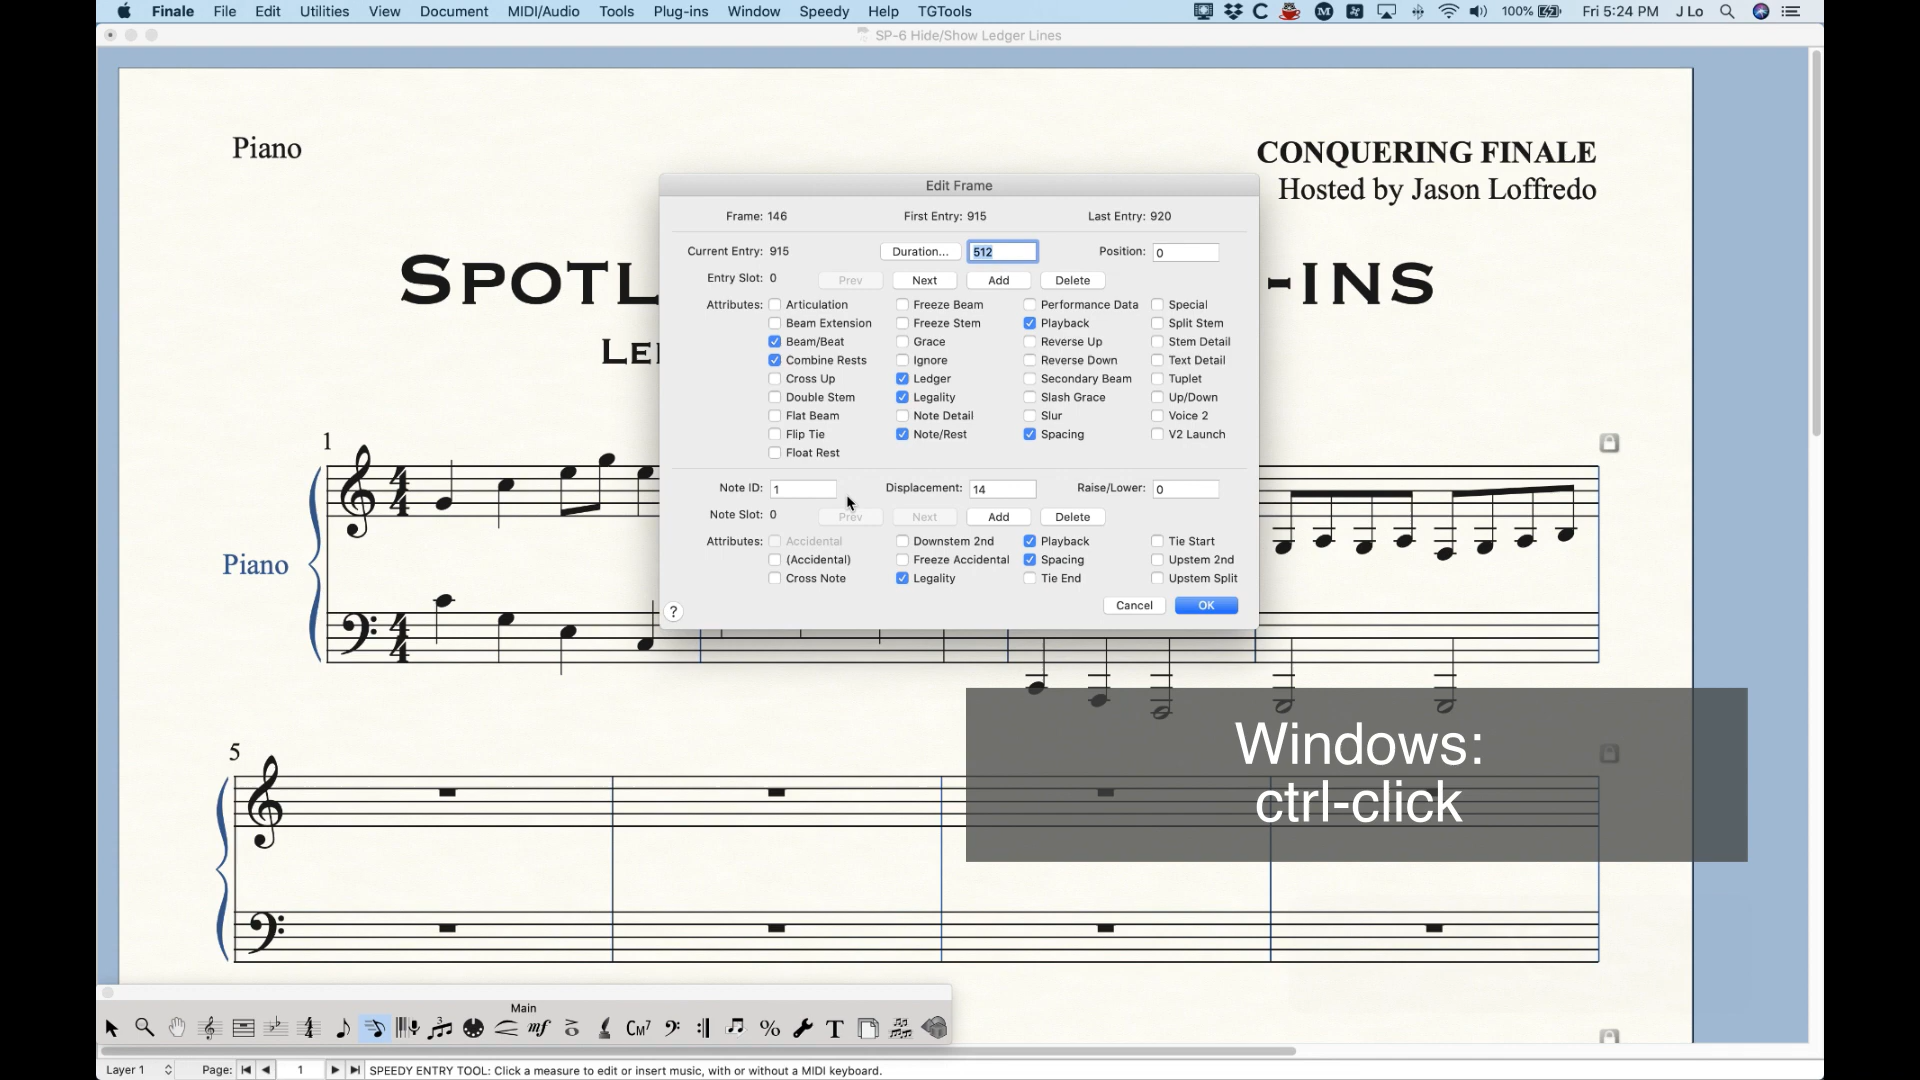 Finale File Edit Utilities View Document MIDI/Audio Tools Plug-ins Window Speedy Help TGTools 100% Fri 5:24 PM J Lo
SP-6 Hide/Show Ledger Lines
Piano
CONQUERING FINALE
Hosted by Jason Loffredo
SPOTL
-INS
LE
Edit Frame
Frame: 146 First Entry: 915 Last Entry: 920
Current Entry: 915 Duration... 512 Position: 0
Entry Slot: 0 Prev Next Add Delete
Attributes: Articulation Freeze Beam Performance Data Special
Beam Extension Freeze Stem Playback Split Stem
Beam/Beat Grace Reverse Up Stem Detail
Combine Rests Ignore Reverse Down Text Detail
Cross Up Ledger Secondary Beam Tuplet
Double Stem Legality Slash Grace Up/Down
Flat Beam Note Detail Slur Voice 2
Flip Tie Note/Rest Spacing V2 Launch
Float Rest
Note ID: 1 Displacement: 14 Raise/Lower: 0
Note Slot: 0 Prev Next Add Delete
Attributes: Accidental Downstem 2nd Playback Tie Start
(Accidental) Freeze Accidental Spacing Upstem 2nd
Cross Note Legality Tie End Upstem Split
? Cancel OK
1
Piano
Windows:
ctrl-click
5
Main
mf CM7 % T
Layer 1 Page: 1 SPEEDY ENTRY TOOL: Click a measure to edit or insert music, with or without a MIDI keyboard.